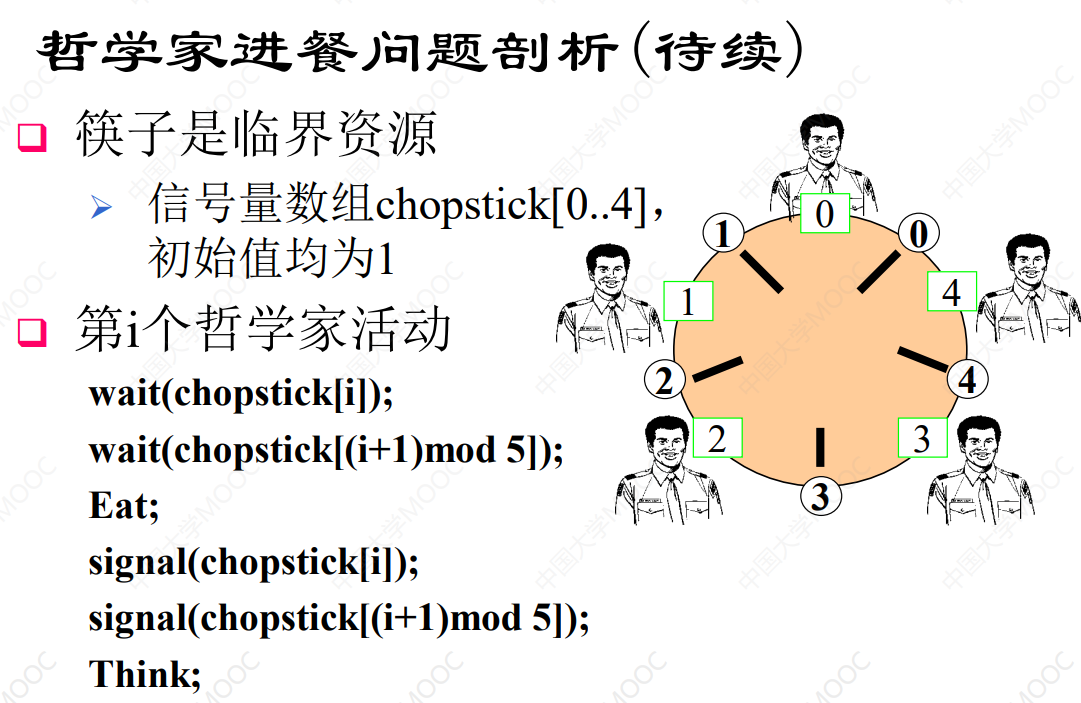 哲学家进餐问题剖析(待续)
筷子是临界资源
信号量数组chopstick[0..4]，
初始值均为1
第i个哲学家活动
wait(chopstick[i]);
wait(chopstick[(i+1)mod 5]);
Eat;
signal(chopstick[i]);
signal(chopstick[(i+1)mod 5]);
Think;
0
1
0
1
4
2
4
2
3
3
中国大学MOOC